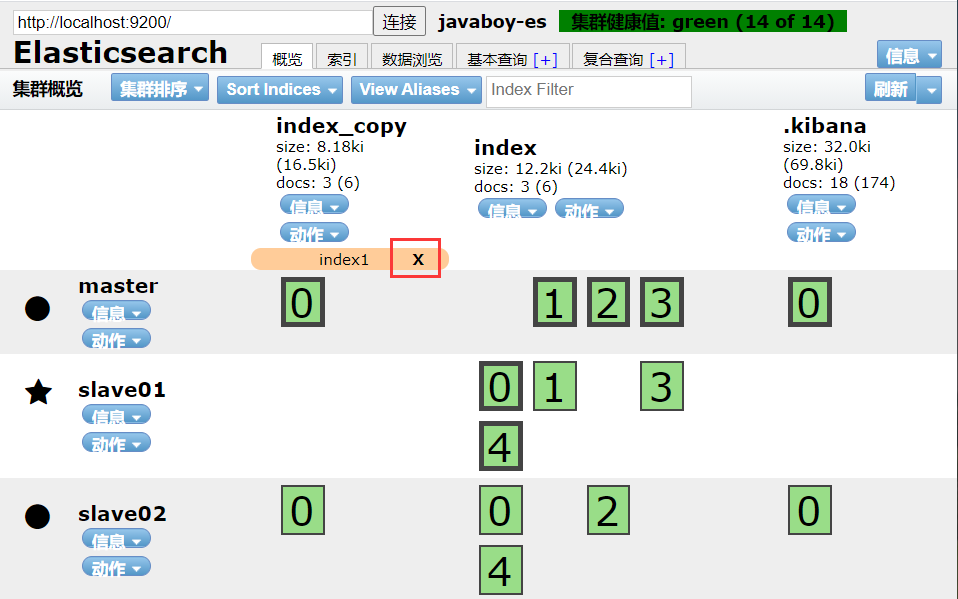 http://localhost:9200/ 连接 javaboy-es 集群健康值: green (14 of 14)
Elasticsearch 概览 索引 数据浏览 基本查询 [+] 复合查询 [+] 信息
集群概览 集群排序 Sort Indices View Aliases Index Filter 刷新
index_copy
size: 8.18ki
(16.5ki)
docs: 3 (6)
信息
动作
index
size: 12.2ki (24.4ki)
docs: 3 (6)
信息 动作
.kibana
size: 32.0ki
(69.8ki)
docs: 18 (174)
信息
动作
index1 X
master
信息
动作
0 1 2 3 0
slave01
信息
动作
0 1 3
4
slave02
信息
动作
0 0 2 0
4